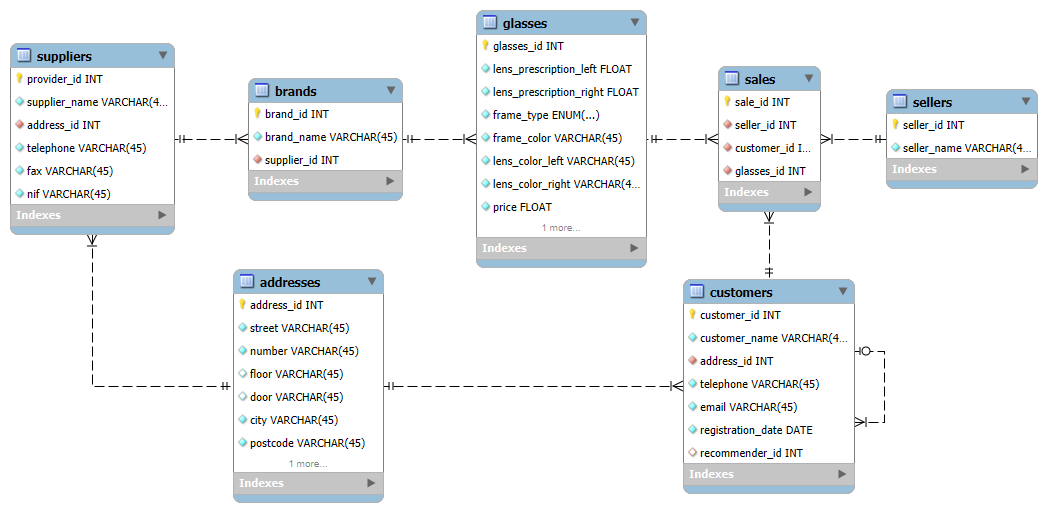 suppliers
provider_id INT
supplier_name VARCHAR(4...
address_id INT
telephone VARCHAR(45)
fax VARCHAR(45)
nif VARCHAR(45)
Indexes
brands
brand_id INT
brand_name VARCHAR(45)
supplier_id INT
Indexes
glasses
glasses_id INT
lens_prescription_left FLOAT
lens_prescription_right FLOAT
frame_type ENUM(...)
frame_color VARCHAR(45)
lens_color_left VARCHAR(45)
lens_color_right VARCHAR(4...
price FLOAT
1 more...
Indexes
sales
sale_id INT
seller_id INT
customer_id I...
glasses_id INT
Indexes
sellers
seller_id INT
seller_name VARCHAR(4...
Indexes
addresses
address_id INT
street VARCHAR(45)
number VARCHAR(45)
floor VARCHAR(45)
door VARCHAR(45)
city VARCHAR(45)
postcode VARCHAR(45)
1 more...
Indexes
customers
customer_id INT
customer_name VARCHAR(4...
address_id INT
telephone VARCHAR(45)
email VARCHAR(45)
registration_date DATE
recommender_id INT
Indexes